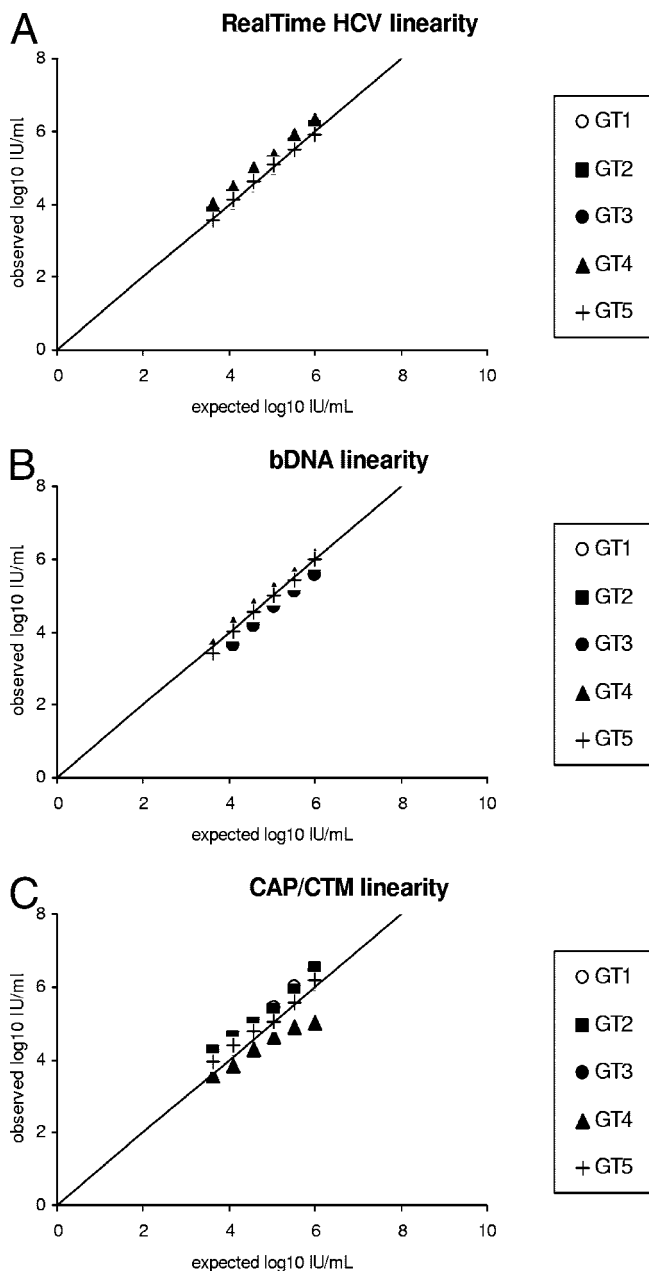 A
RealTime HCV linearity
8
6
4
2
0
observed log10 IU/ml
0 2 4 6 8 10
expected log10 IU/mL
GT1
GT2
GT3
GT4
GT5
B
bDNA linearity
8
6
4
2
0
observed log10 IU/ml
0 2 4 6 8 10
expected log10 IU/mL
GT1
GT2
GT3
GT4
GT5
C
CAP/CTM linearity
8
6
4
2
0
observed log10 IU/ml
0 2 4 6 8 10
expected log10 IU/mL
GT1
GT2
GT3
GT4
GT5